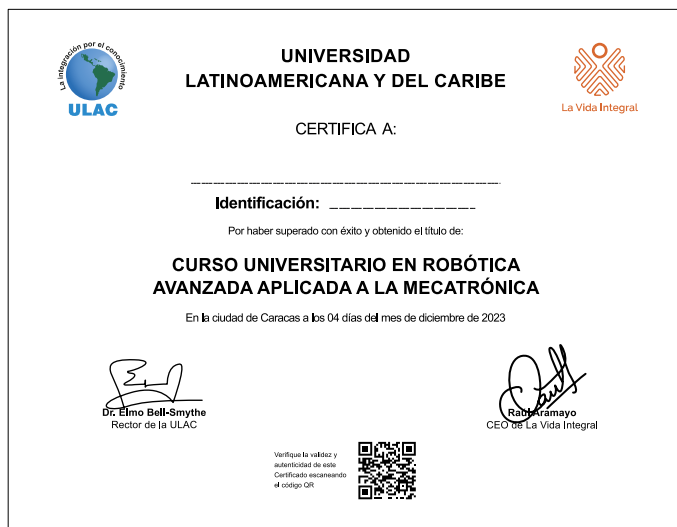 La integración por el conocimiento
ULAC
UNIVERSIDAD
LATINOAMERICANA Y DEL CARIBE
La Vida Integral
CERTIFICA A:
Identificación:
Por haber superado con éxito y obtenido el título de:
CURSO UNIVERSITARIO EN ROBÓTICA
AVANZADA APLICADA A LA MECATRÓNICA
En la ciudad de Caracas a los 04 días del mes de diciembre de 2023
Dr. Elmo Bell-Smythe
Rector de la ULAC
Raúl Aramayo
CEO de La Vida Integral
Verifique la validez y
autenticidad de este
Certificado escaneando
el código QR